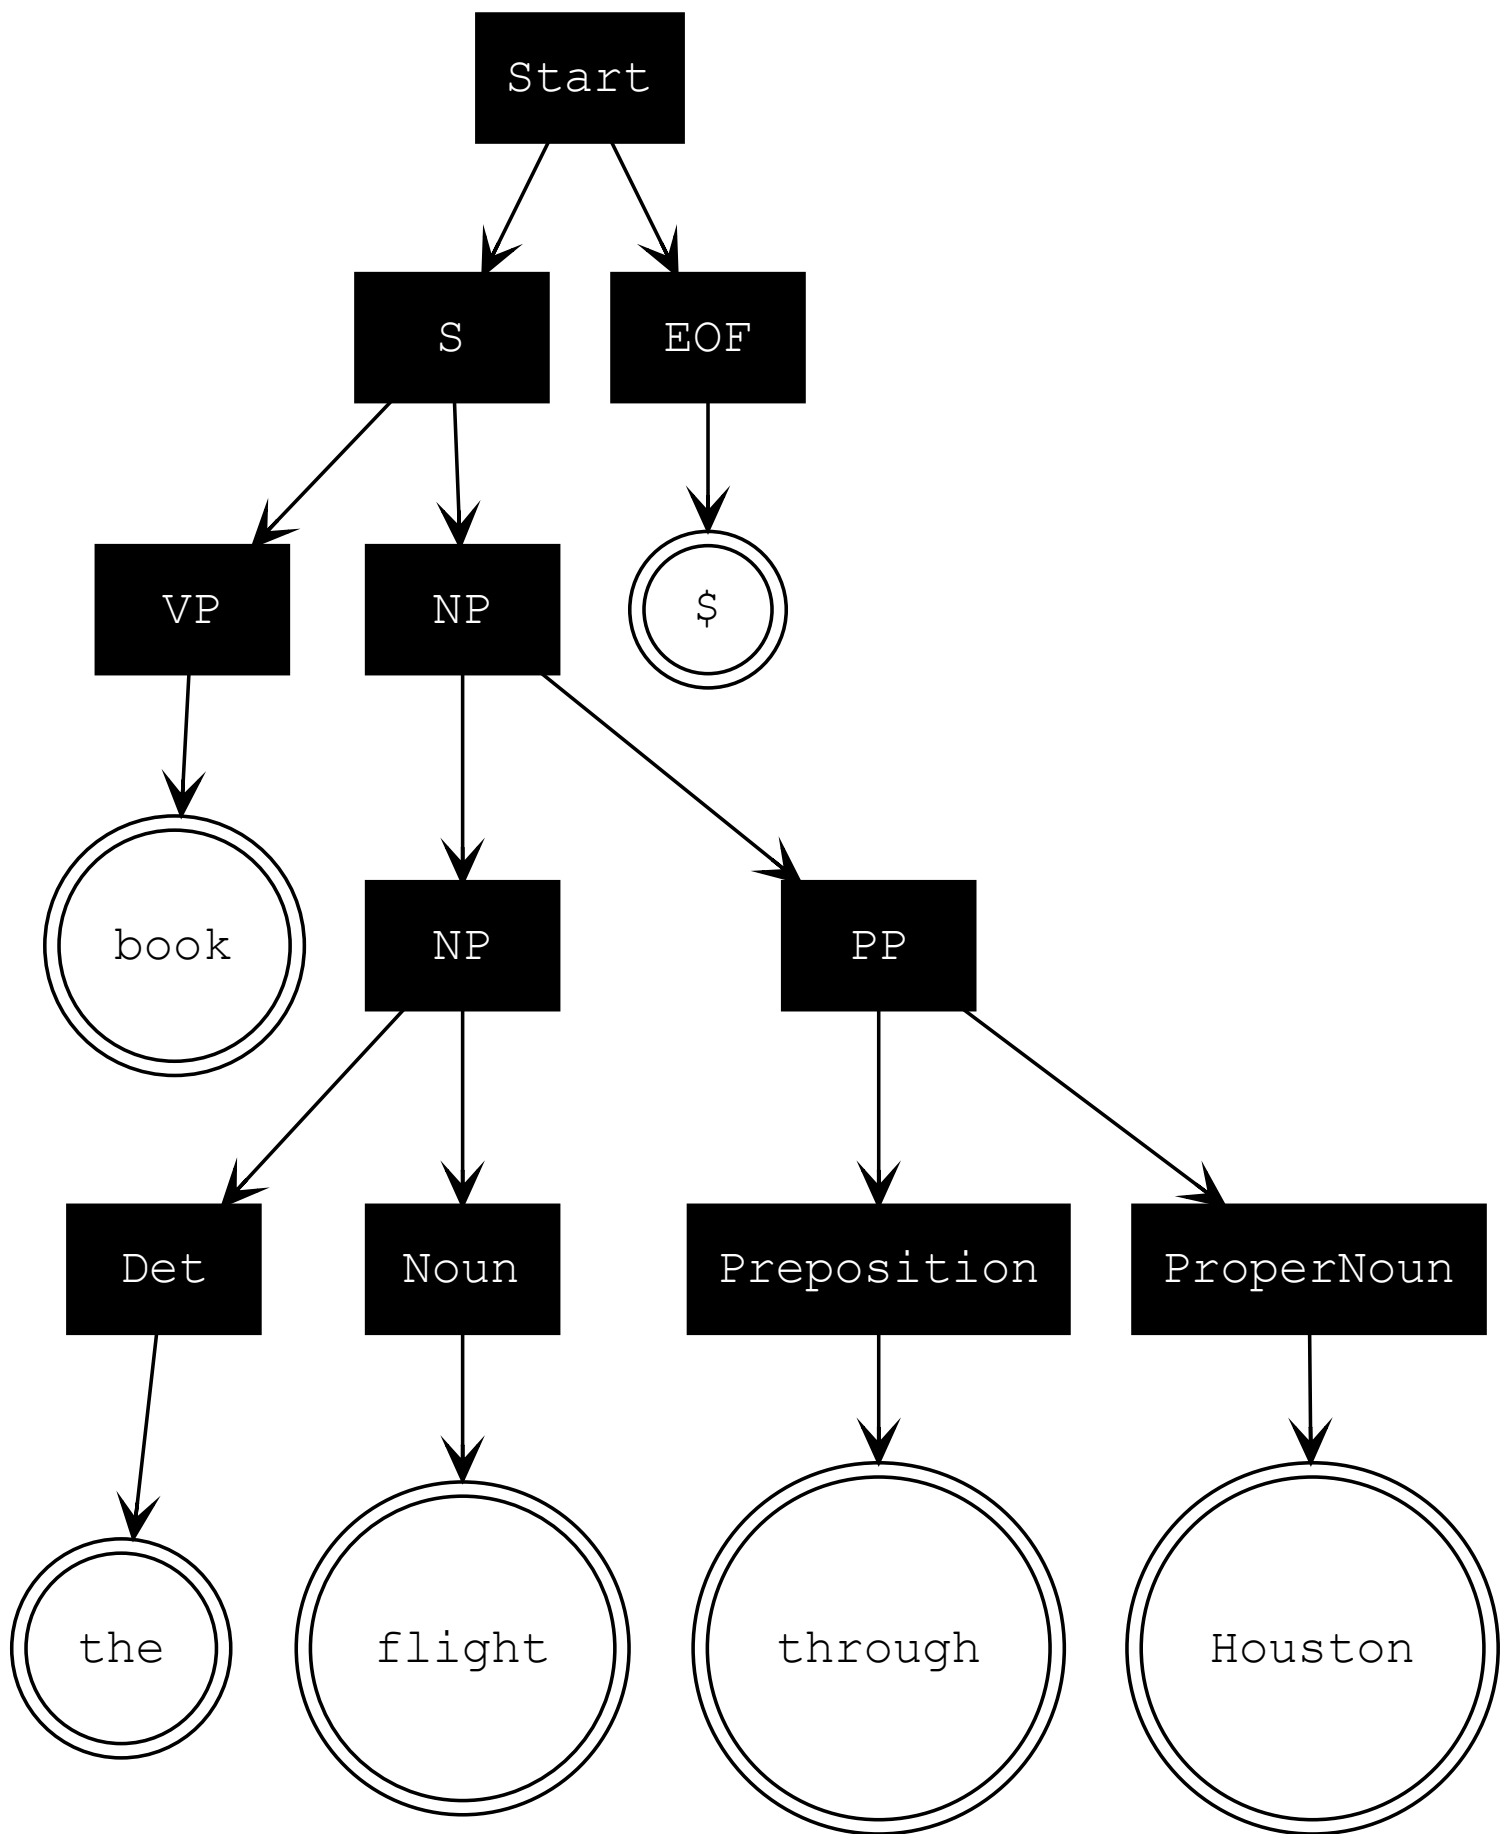 Start
S EOF
VP NP $
book NP PP
Det Noun Preposition ProperNoun
the flight through Houston